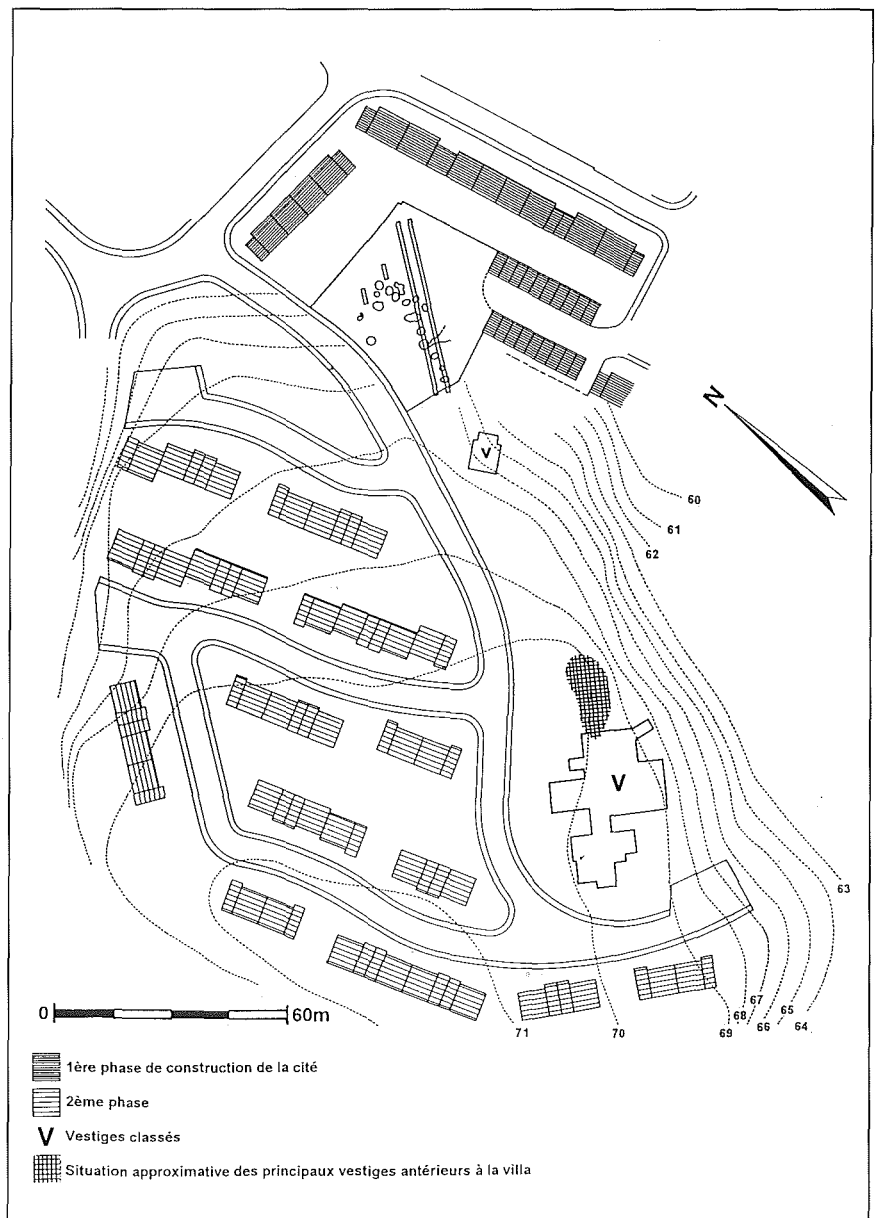 N
V
60
61
62
V
63
64
65
66
67
68
69
70
71
0 60m
1ère phase de construction de la cité
2ème phase
V Vestiges classés
Situation approximative des principaux vestiges antérieurs à la villa